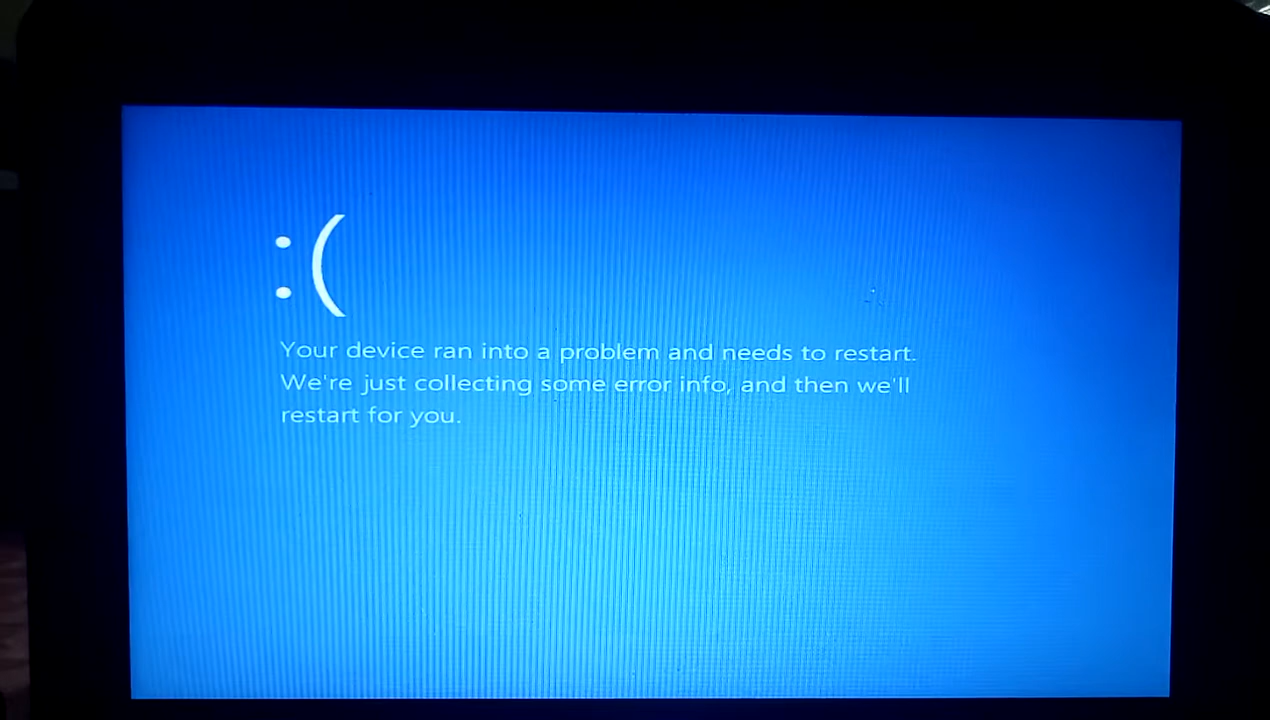 :(
Your device ran into a problem and needs to restart.
We're just collecting some error info, and then we'll
restart for you.